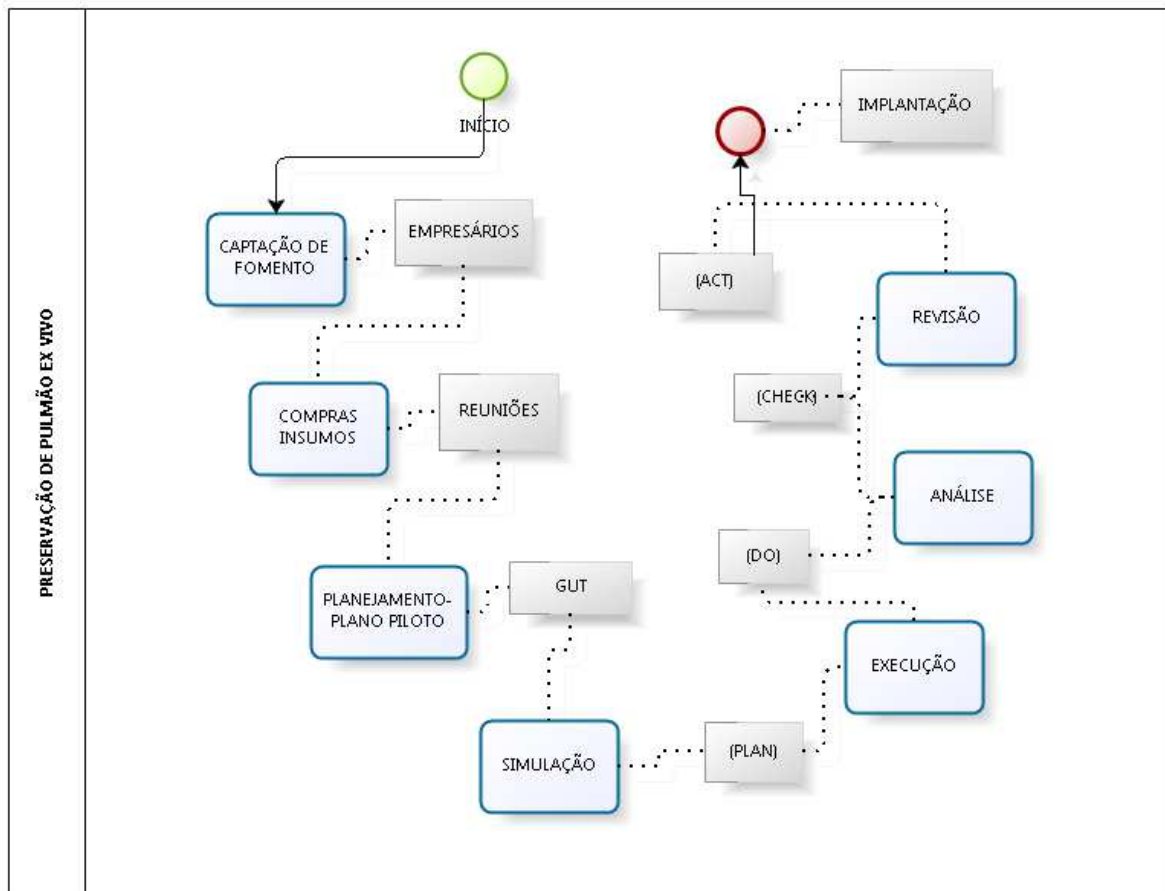 PRESERVAÇÃO DE PULMÃO EX VIVO
INÍCIO
CAPTAÇÃO DE
FOMENTO
EMPRESÁRIOS
COMPRAS
INSUMOS
REUNIÕES
PLANEJAMENTO-
PLANO PILOTO
GUT
SIMULAÇÃO
(PLAN)
EXECUÇÃO
(DO)
ANÁLISE
(CHECK)
REVISÃO
(ACT)
IMPLANTAÇÃO